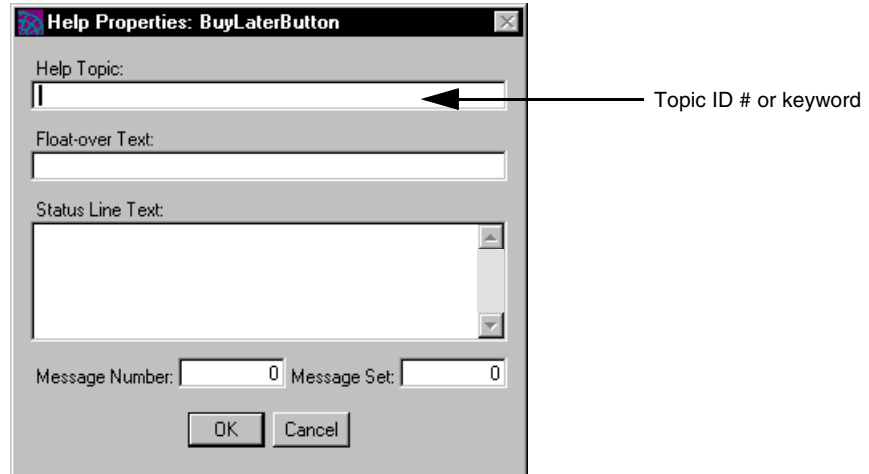 Help Properties: BuyLaterButton
Help Topic:
Topic ID # or keyword
Float-over Text:
Status Line Text:
Message Number: 0 Message Set: 0
OK Cancel